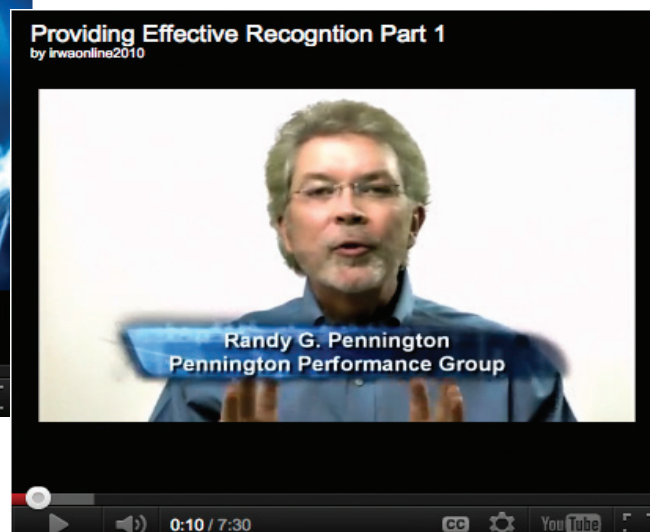 Providing Effective Recogntion Part 1
by irwaonline2010
Randy G. Pennington
Pennington Performance Group
0:10 / 7:30
CC
YouTube